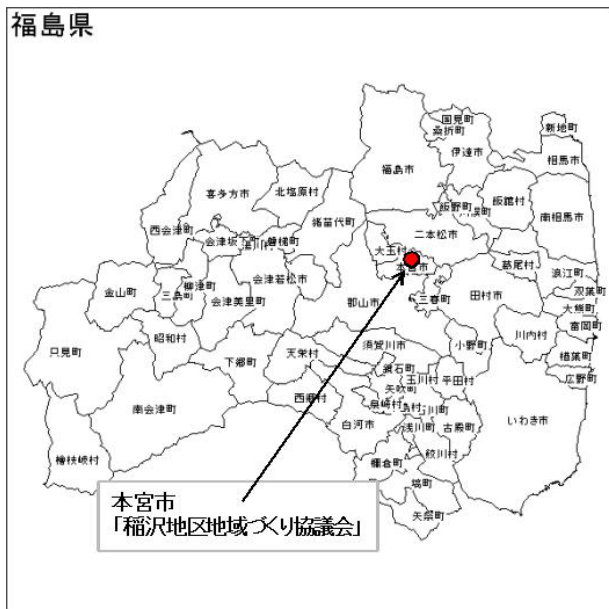 福島県
国見町
桑折町
新地町
伊達市
相馬市
福島市
喜多方市
北塩原村
飯野町
飯舘村
猪苗代町
南相馬市
西会津町
二本松市
会津坂
磐梯町
大玉村
葛尾村
本宮市
浪江町
会津若松市
双葉町
柳津町
金山町
三島町
会津美里町
郡山市
三春町
田村市
大熊町
富岡町
昭和村
川内村
只見町
須賀川市
小野町
楢葉町
下郷町
天栄村
鏡石町
広野町
玉川村
平田村
矢吹町
西郷村
泉崎村
南会津町
白河市
浅川町
古殿町
いわき市
檜枝岐村
棚倉町
鮫川村
塙町
矢祭町
本宮市
「稲沢地区地域づくり協議会」